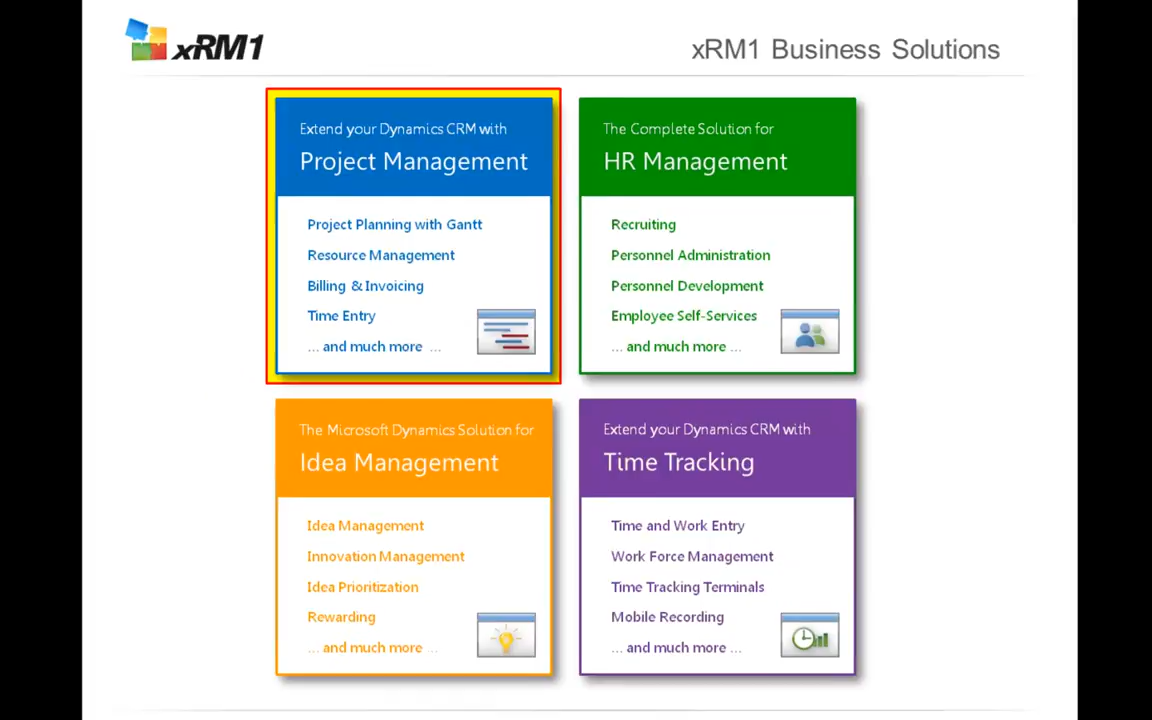 xRM1
xRM1 Business Solutions
Extend your Dynamics CRM with
Project Management
Project Planning with Gantt
Resource Management
Billing & Invoicing
Time Entry
... and much more ...
The Complete Solution for
HR Management
Recruiting
Personnel Administration
Personnel Development
Employee Self-Services
... and much more ...
The Microsoft Dynamics Solution for
Idea Management
Idea Management
Innovation Management
Idea Prioritization
Rewarding
... and much more ...
Extend your Dynamics CRM with
Time Tracking
Time and Work Entry
Work Force Management
Time Tracking Terminals
Mobile Recording
... and much more ...